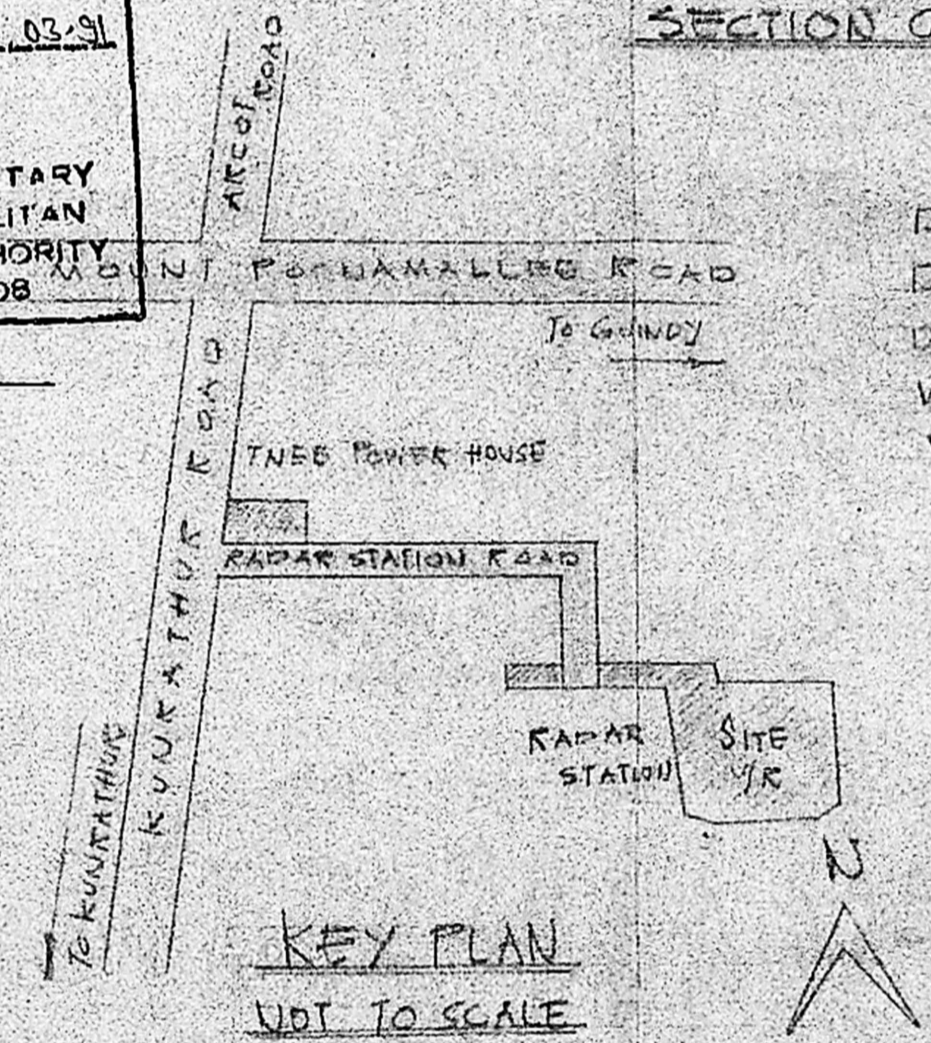 03-91
SECTION
TARY
LITAN
HORITY
08
ARCOT ROAD
MOUNT POONAMALLEE ROAD
TO GUINDY
KUNRATHUR ROAD
TNEB POWER HOUSE
RADAR STATION ROAD
RADAR
STATION
SITE
U/R
TO KUNRATHUR
N
KEY PLAN
NOT TO SCALE